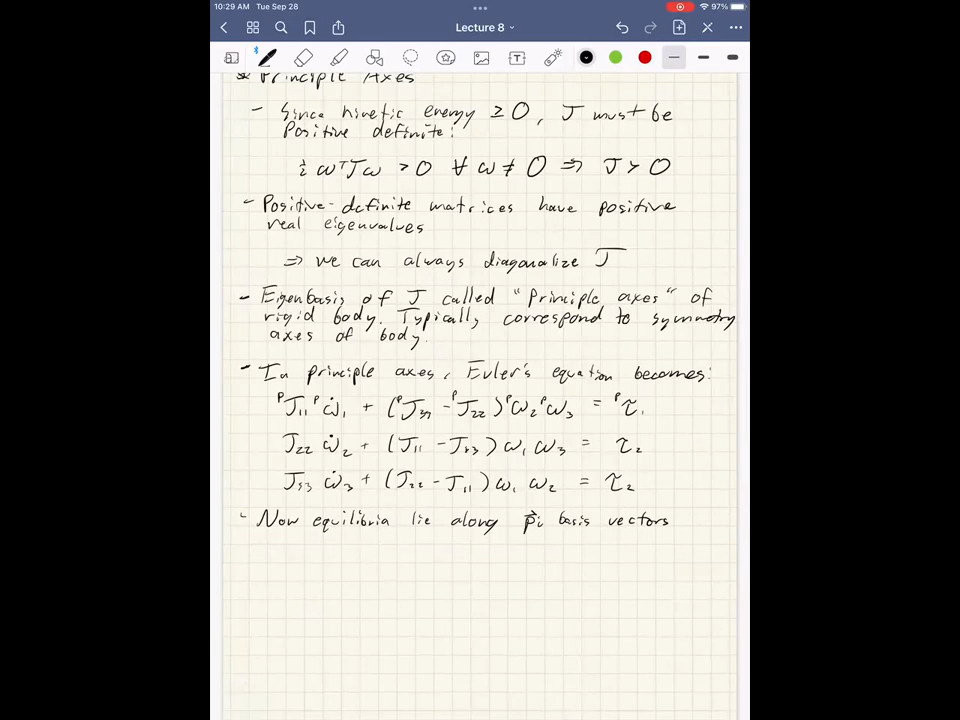 10:29 AM Tue Sep 28
97%
Lecture 8
* Principle Axes
- Since kinetic energy ≥ 0, J must be
Positive definite:
½ ωᵀJω > 0 ∀ ω ≠ 0 ⇒ J > 0
- Positive-definite matrices have positive
real eigenvalues
⇒ we can always diagonalize J
- Eigenbasis of J called "Principle axes" of
rigid body. Typically correspond to symmetry
axes of body.
- In principle axes, Euler's equation becomes:
ᴾJ₁₁ ᴾω̇₁ + (ᴾJ₃₃ - ᴾJ₂₂) ᴾω₂ ᴾω₃ = ᴾτ₁
J₂₂ ω̇₂ + (J₁₁ - J₃₃) ω₁ ω₃ = τ₂
J₃₃ ω̇₃ + (J₂₂ - J₁₁) ω₁ ω₂ = τ₂
- Now equilibria lie along p⃗ᵢ basis vectors